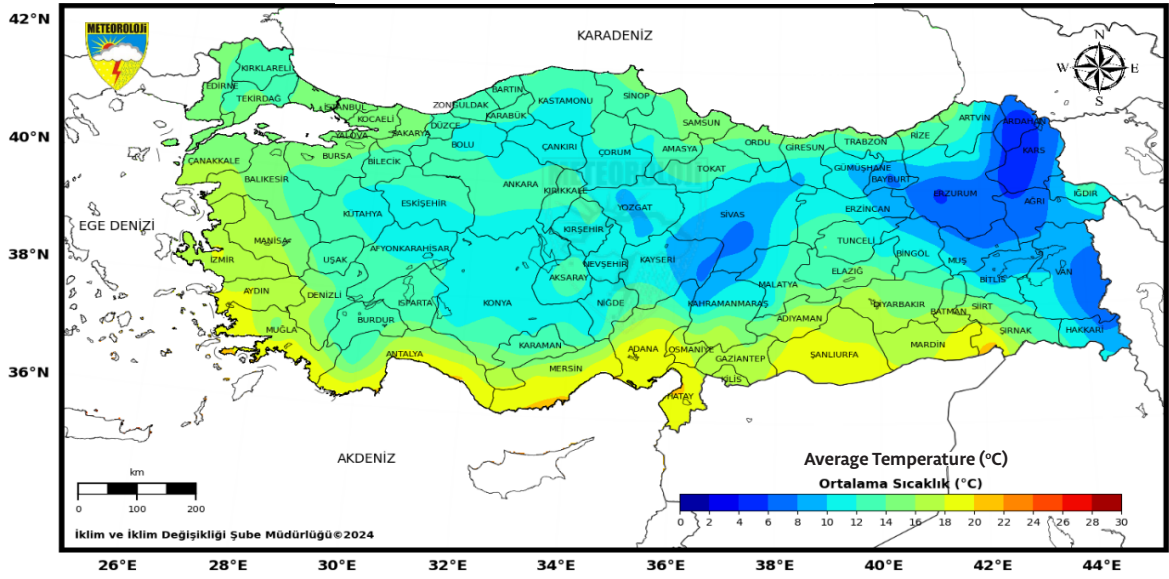 42°N
40°N
38°N
36°N
METEOROLOJİ
KARADENİZ
N
W E
S
KIRKLARELİ
EDİRNE
TEKİRDAĞ
İSTANBUL
KOCAELİ
YALOVA
SAKARYA
DÜZCE
ZONGULDAK
BARTIN
KARABÜK
KASTAMONU
SİNOP
SAMSUN
ORDU
GİRESUN
TRABZON
RİZE
ARTVİN
ARDAHAN
KARS
ÇANAKKALE
BURSA
BİLECİK
BOLU
ÇANKIRI
ÇORUM
AMASYA
TOKAT
GÜMÜŞHANE
BAYBURT
ERZURUM
AĞRI
IĞDIR
METEOROLOJİ
BALIKESİR
KÜTAHYA
ESKİŞEHİR
ANKARA
KIRIKKALE
YOZGAT
SİVAS
ERZİNCAN
EGE DENİZİ
MANİSA
İZMİR
UŞAK
AFYONKARAHİSAR
KIRŞEHİR
NEVŞEHİR
KAYSERİ
TUNCELİ
BİNGÖL
MUŞ
BİTLİS
VAN
AYDIN
DENİZLİ
ISPARTA
KONYA
AKSARAY
NİĞDE
KAHRAMANMARAŞ
MALATYA
ELAZIĞ
DİYARBAKIR
BATMAN
SİİRT
ŞIRNAK
HAKKARİ
MUĞLA
BURDUR
ANTALYA
KARAMAN
MERSİN
ADANA
OSMANİYE
GAZİANTEP
KİLİS
HATAY
ADIYAMAN
ŞANLIURFA
MARDİN
AKDENİZ
km
0 50 100 200
Average Temperature (°C)
Ortalama Sıcaklık (°C)
0 2 4 6 8 10 12 14 16 18 20 22 24 26 28 30
İklim ve İklim Değişikliği Şube Müdürlüğü©2024
26°E 28°E 30°E 32°E 34°E 36°E 38°E 40°E 42°E 44°E